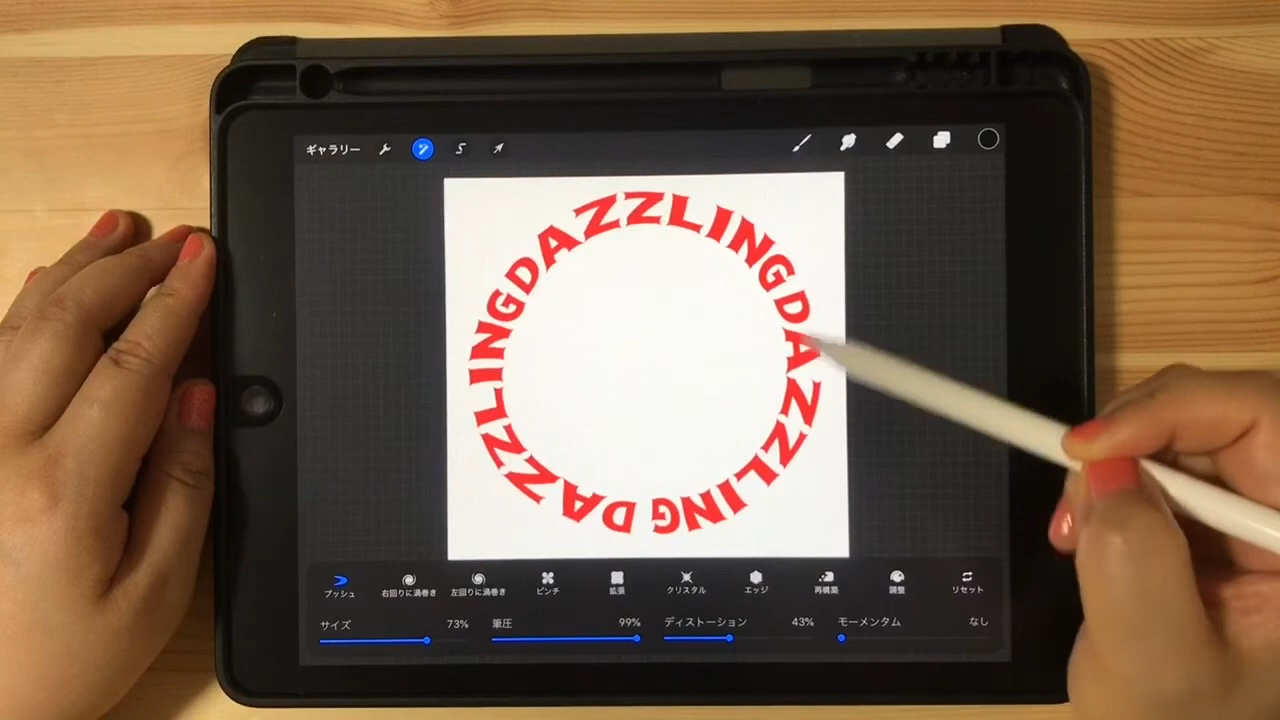 ギャラリー
DAZZLINGDAZZLINGDAZZLING
プッシュ 右回りに渦巻き 左回りに渦巻き ピンチ 拡張 クリスタル エッジ 再構築 調整 リセット
サイズ 73% 筆圧 99% ディストーション 43% モーメンタム なし